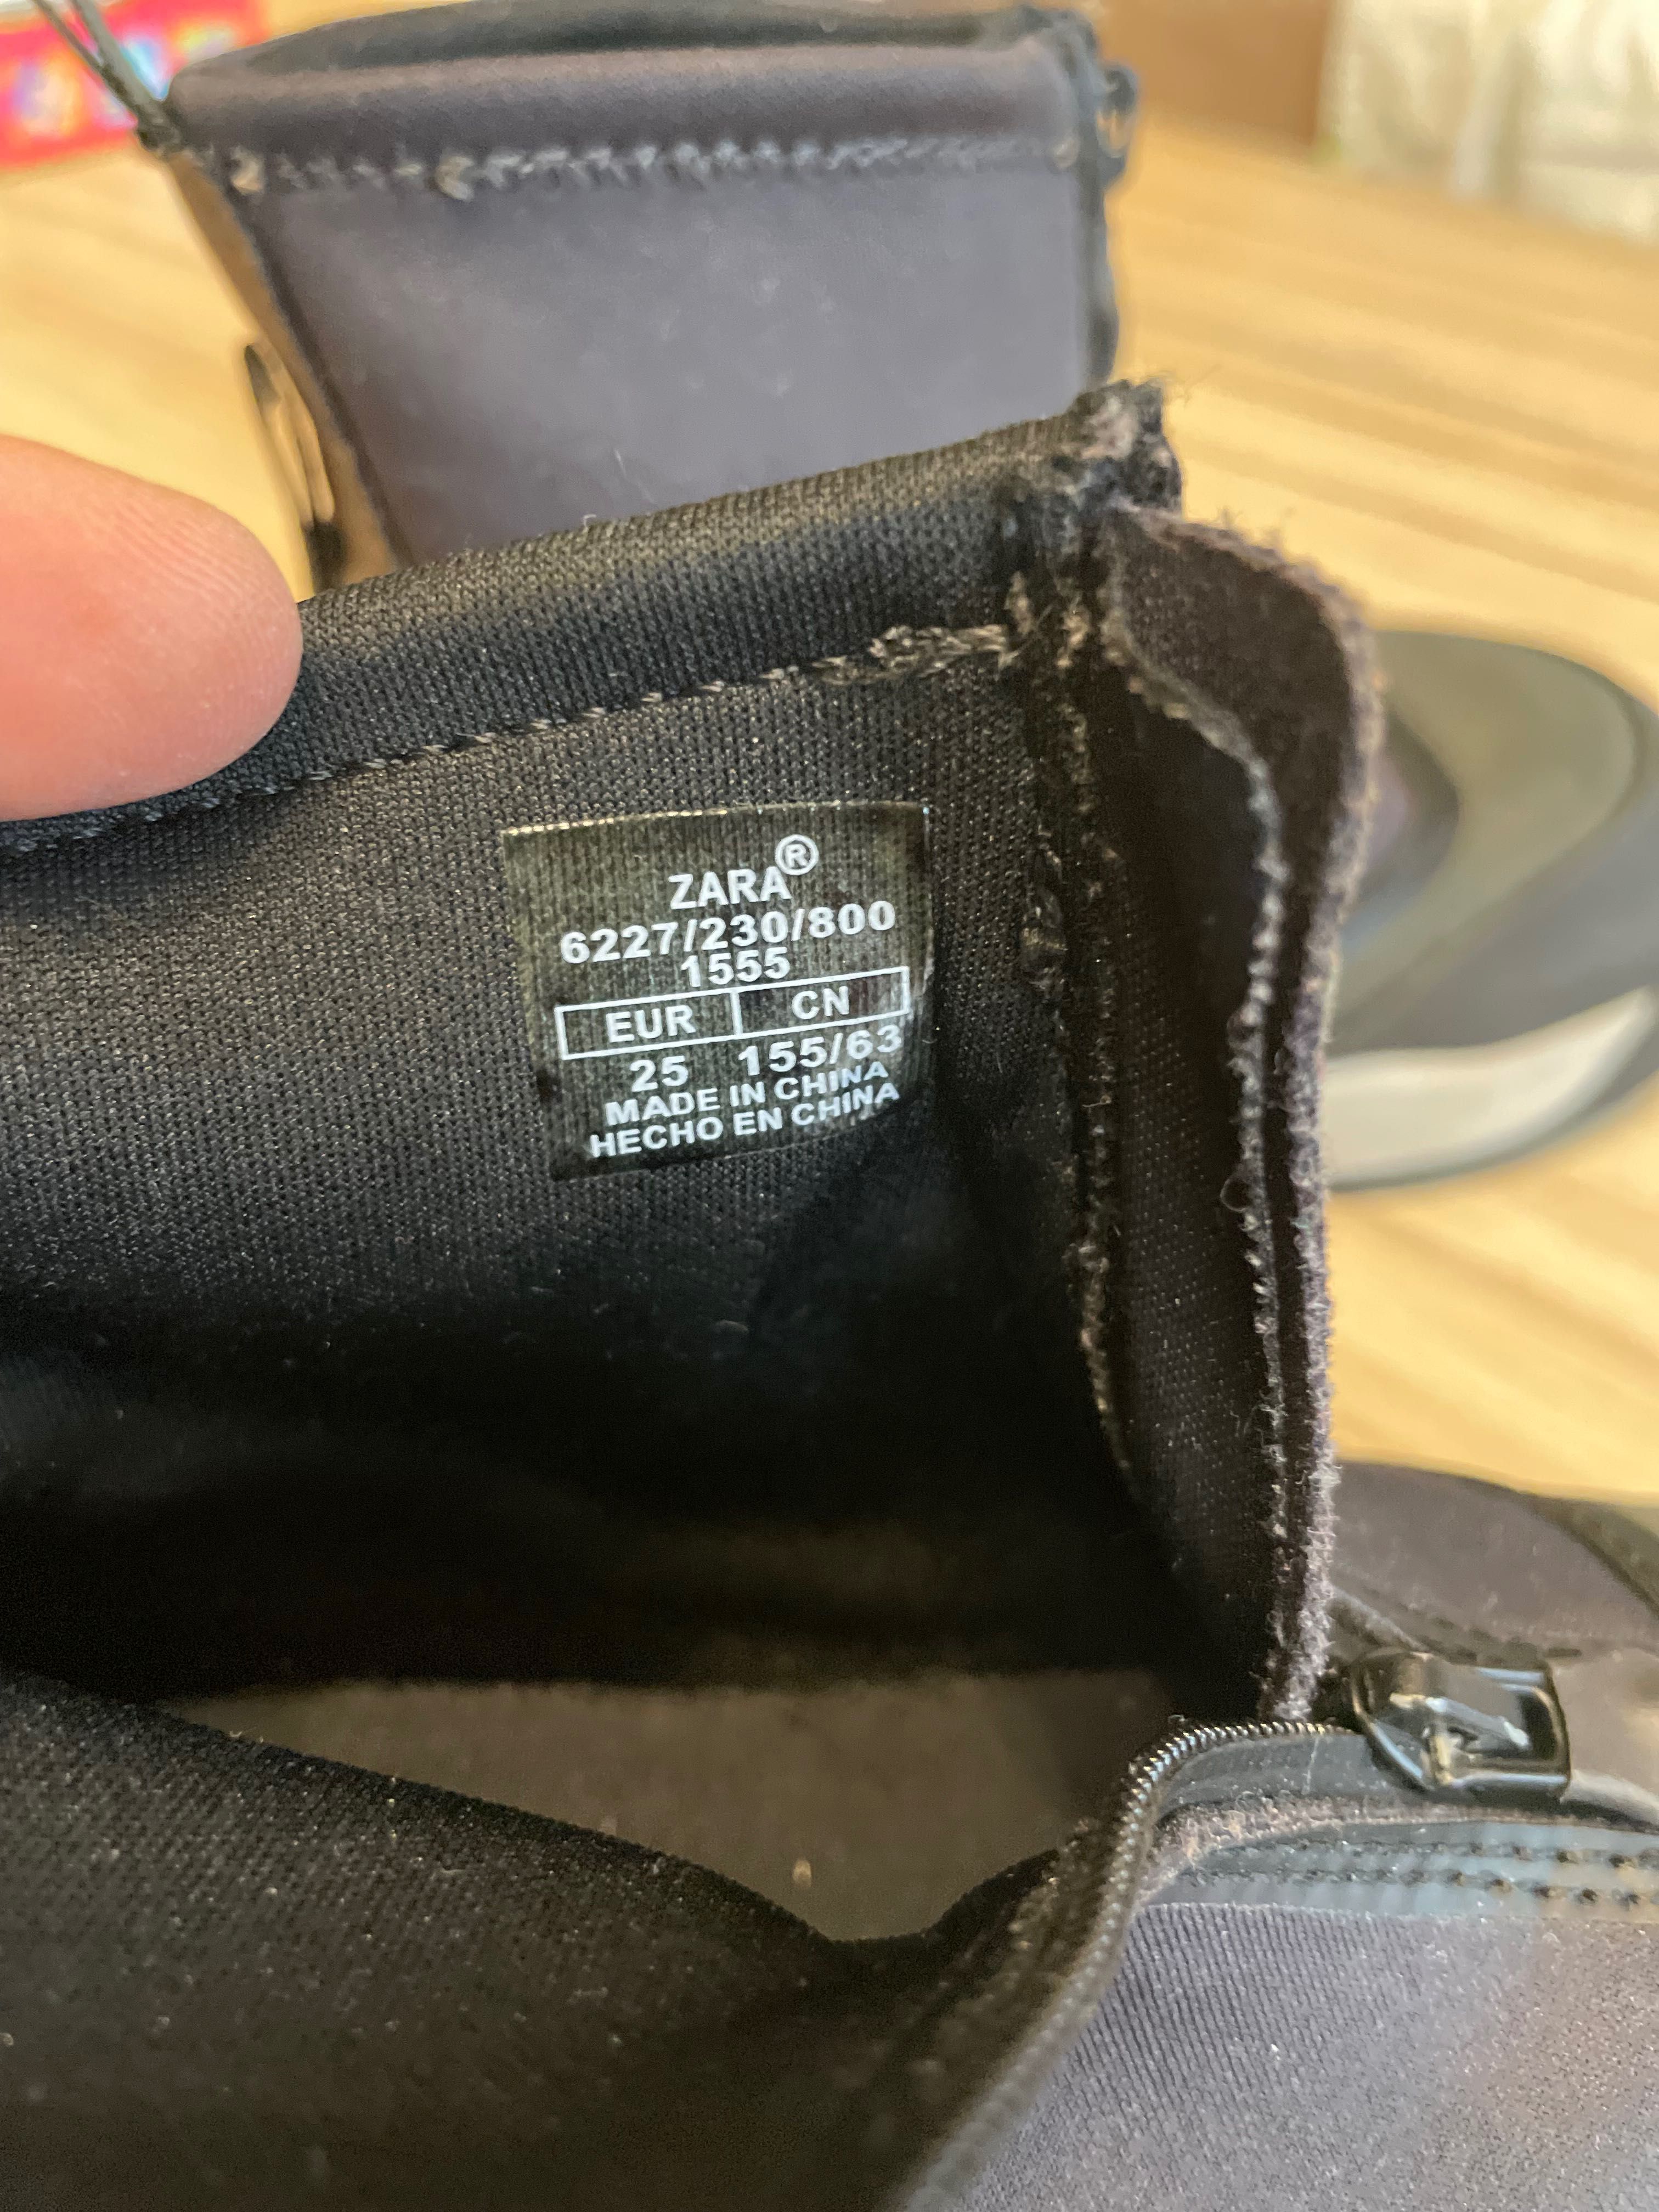 ZARA®
6227/230/800
1555
EUR CN
25 155/63
MADE IN CHINA
HECHO EN CHINA